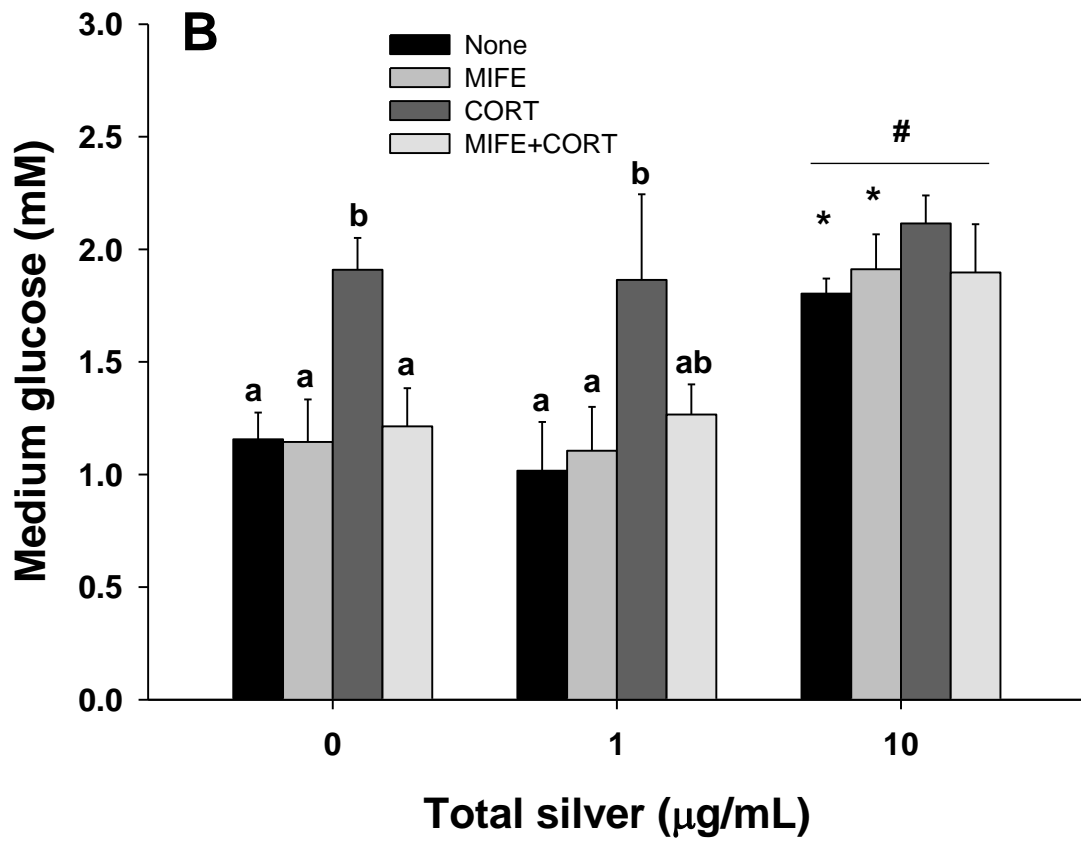 B
None
MIFE
CORT
MIFE+CORT
Medium glucose (mM)
3.0
2.5
2.0
1.5
1.0
0.5
0.0
a
a
b
a
a
a
b
ab
*
*
#
0
1
10
Total silver (μg/mL)